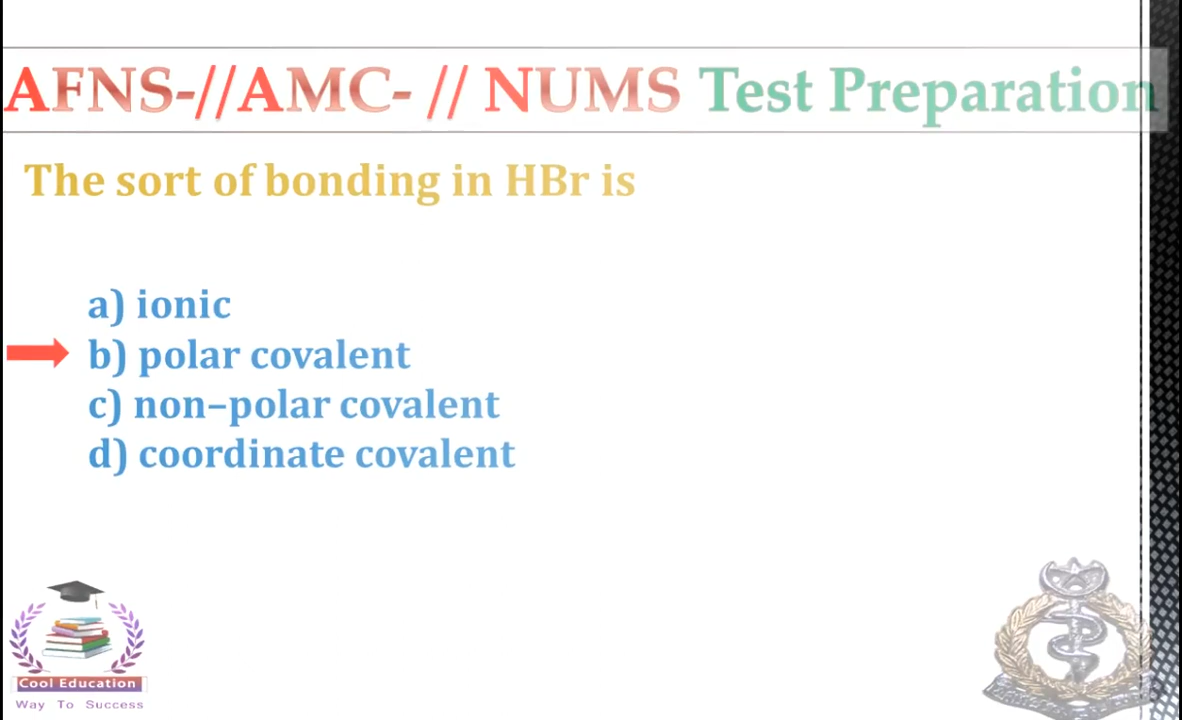 AFNS-//AMC- // NUMS Test Preparation
The sort of bonding in HBr is
a) ionic
b) polar covalent
c) non–polar covalent
d) coordinate covalent
Cool Education
Way To Success